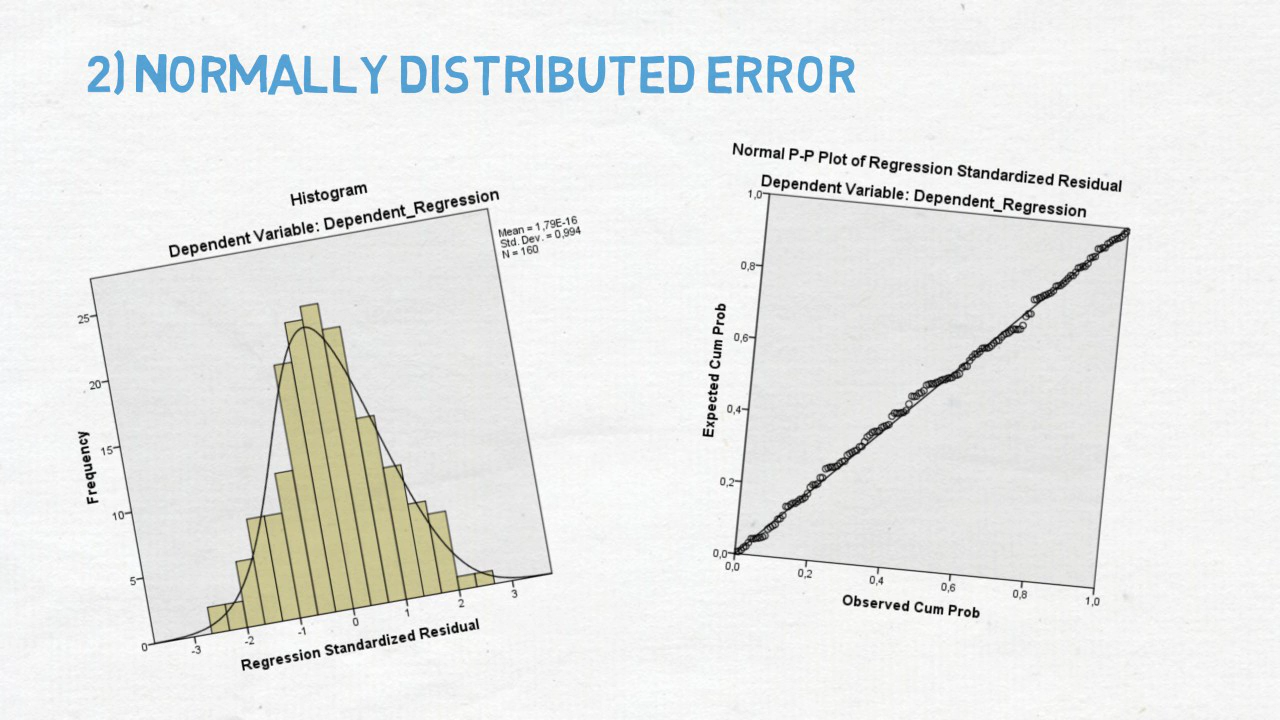 2) NORMALLY DISTRIBUTED ERROR
Histogram
Dependent Variable: Dependent_Regression
Mean = 1,79E-16
Std. Dev. = 0,994
N = 160
25
20
15
10
5
0
Frequency
-3
-2
-1
0
1
2
3
Regression Standardized Residual
Normal P-P Plot of Regression Standardized Residual
Dependent Variable: Dependent_Regression
1,0
0,8
0,6
0,4
0,2
0,0
Expected Cum Prob
0,0
0,2
0,4
0,6
0,8
1,0
Observed Cum Prob